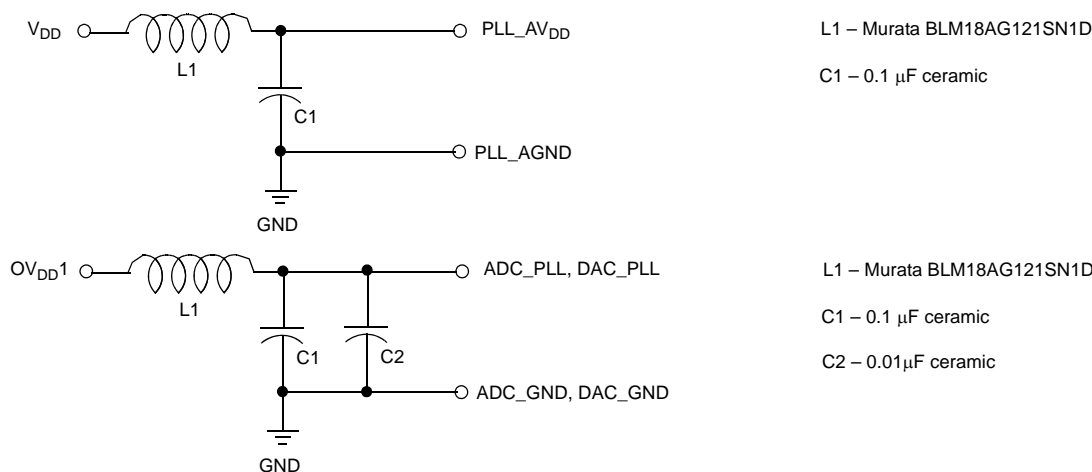 VDD
L1
PLL_AVDD
L1 – Murata BLM18AG121SN1D
C1 – 0.1 μF ceramic
C1
PLL_AGND
GND
OVDD1
L1
ADC_PLL, DAC_PLL
L1 – Murata BLM18AG121SN1D
C1 – 0.1 μF ceramic
C1
C2
C2 – 0.01μF ceramic
ADC_GND, DAC_GND
GND